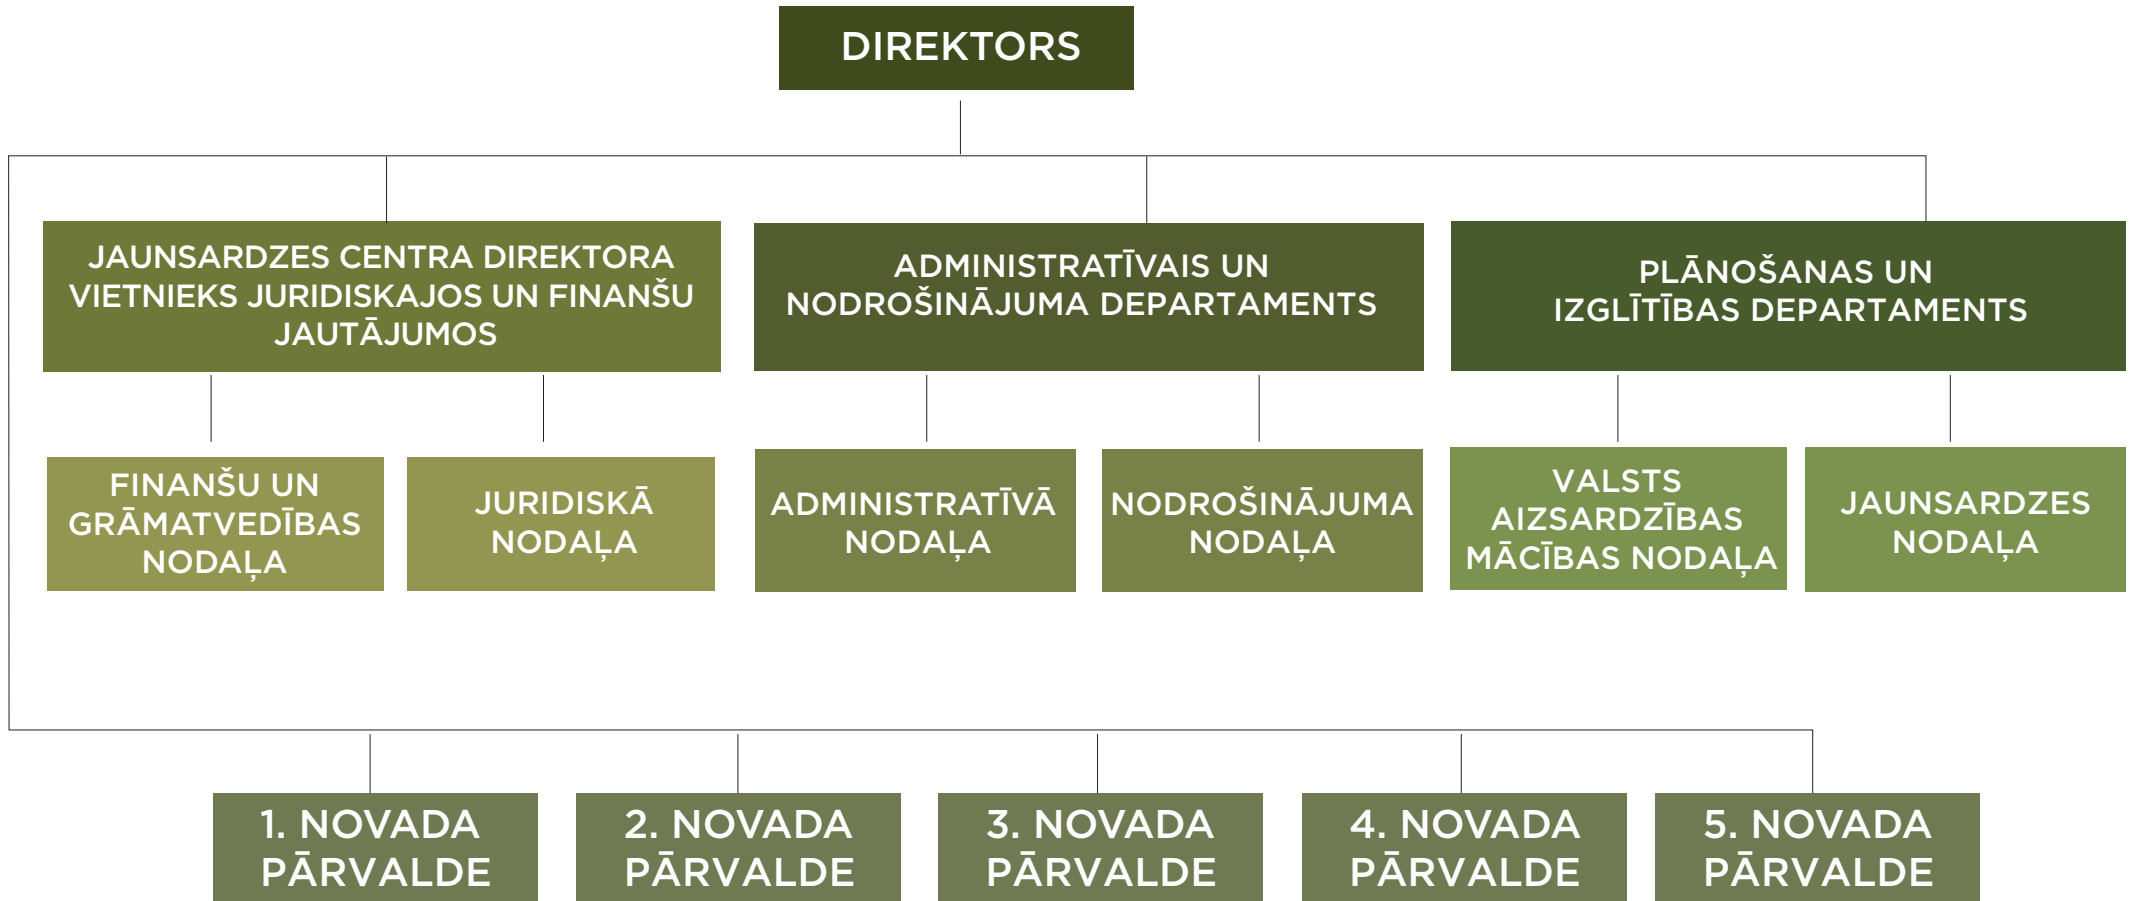 DIREKTORS
JAUNSARDZES CENTRA DIREKTORA
VIETNIEKS JURIDISKAJOS UN FINANŠU
JAUTĀJUMOS
ADMINISTRATĪVAIS UN
NODROŠINĀJUMA DEPARTAMENTS
PLĀNOŠANAS UN
IZGLĪTĪBAS DEPARTAMENTS
FINANŠU UN
GRĀMATVEDĪBAS
NODAĻA
JURIDISKĀ
NODAĻA
ADMINISTRATĪVĀ
NODAĻA
NODROŠINĀJUMA
NODAĻA
VALSTS
AIZSARDZĪBAS
MĀCĪBAS NODAĻA
JAUNSARDZES
NODAĻA
1. NOVADA
PĀRVALDE
2. NOVADA
PĀRVALDE
3. NOVADA
PĀRVALDE
4. NOVADA
PĀRVALDE
5. NOVADA
PĀRVALDE